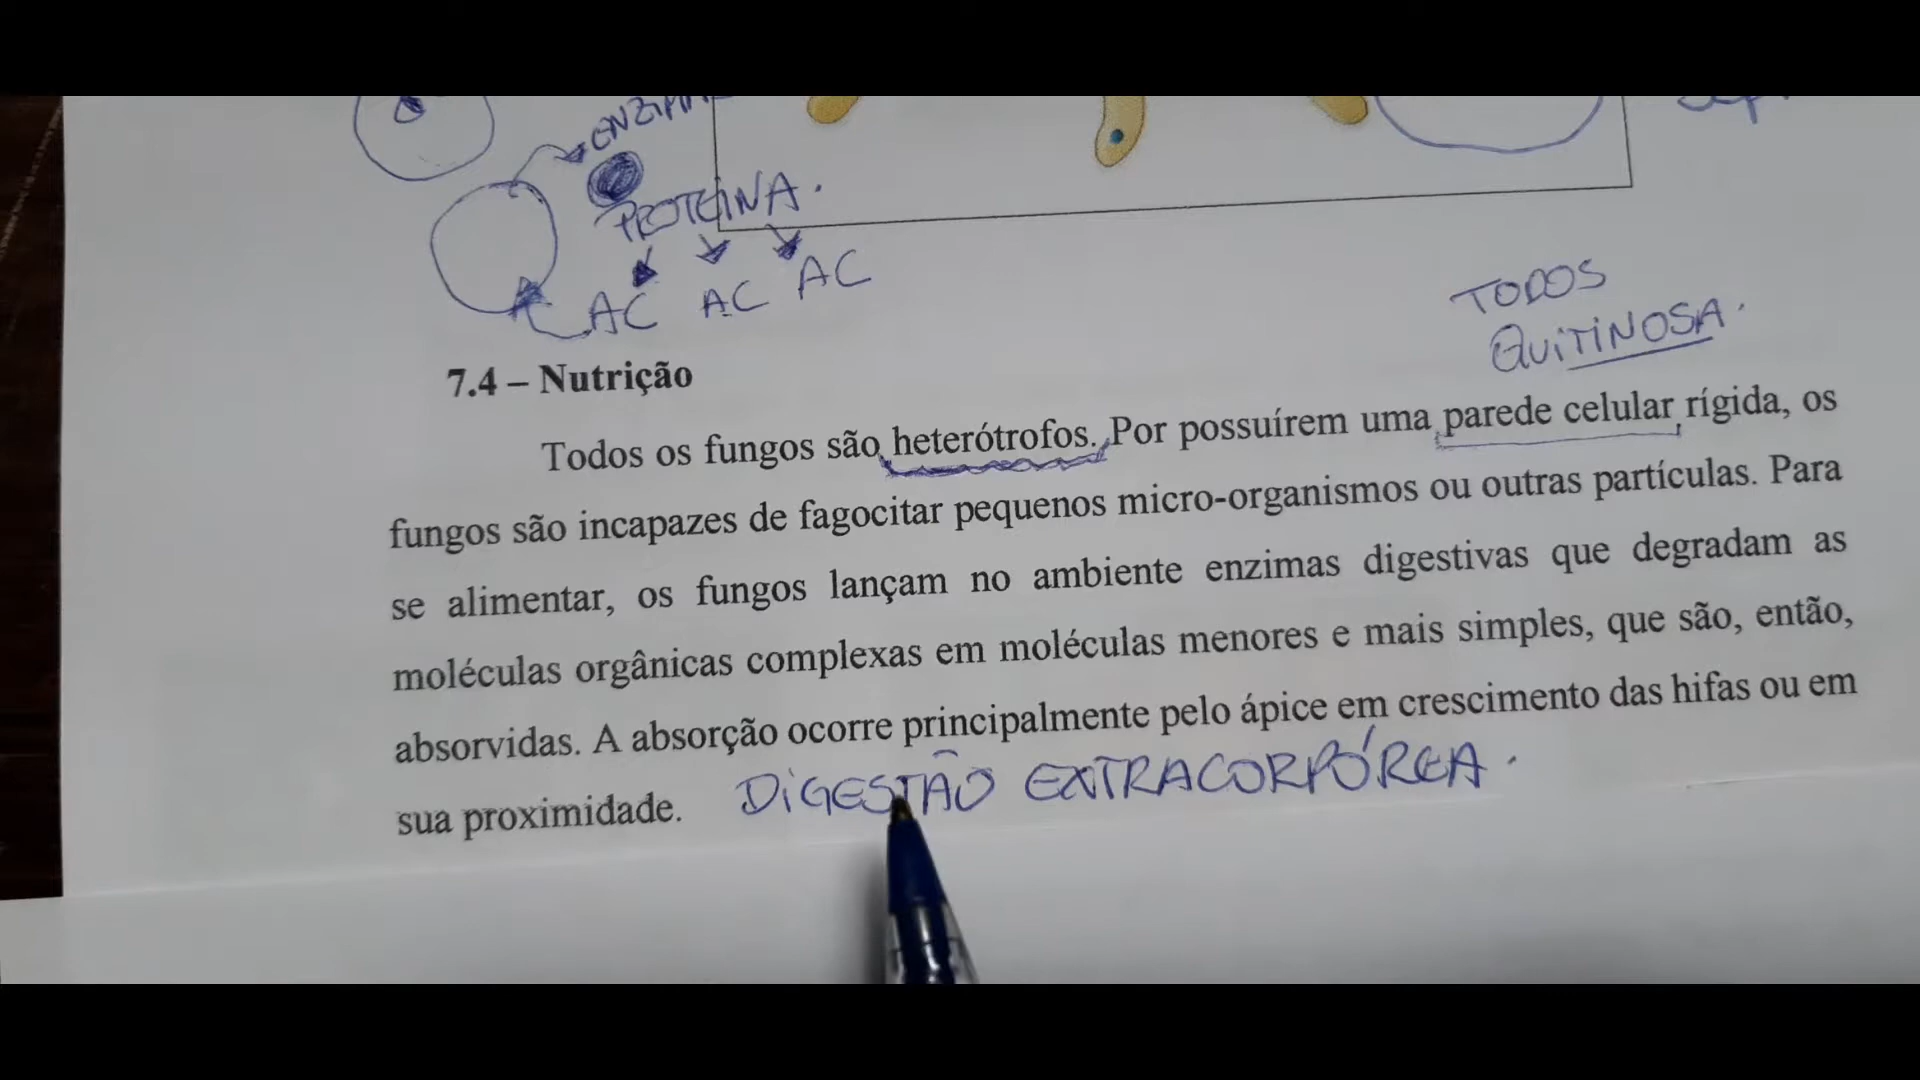 PROTEINA.
AC AC AC
TODOS
QUITINOSA.
7.4 – Nutrição
Todos os fungos são heterótrofos. Por possuírem uma parede celular rígida, os
fungos são incapazes de fagocitar pequenos micro-organismos ou outras partículas. Para
se alimentar, os fungos lançam no ambiente enzimas digestivas que degradam as
moléculas orgânicas complexas em moléculas menores e mais simples, que são, então,
absorvidas. A absorção ocorre principalmente pelo ápice em crescimento das hifas ou em
sua proximidade. DIGESTÃO EXTRACORPÓREA.